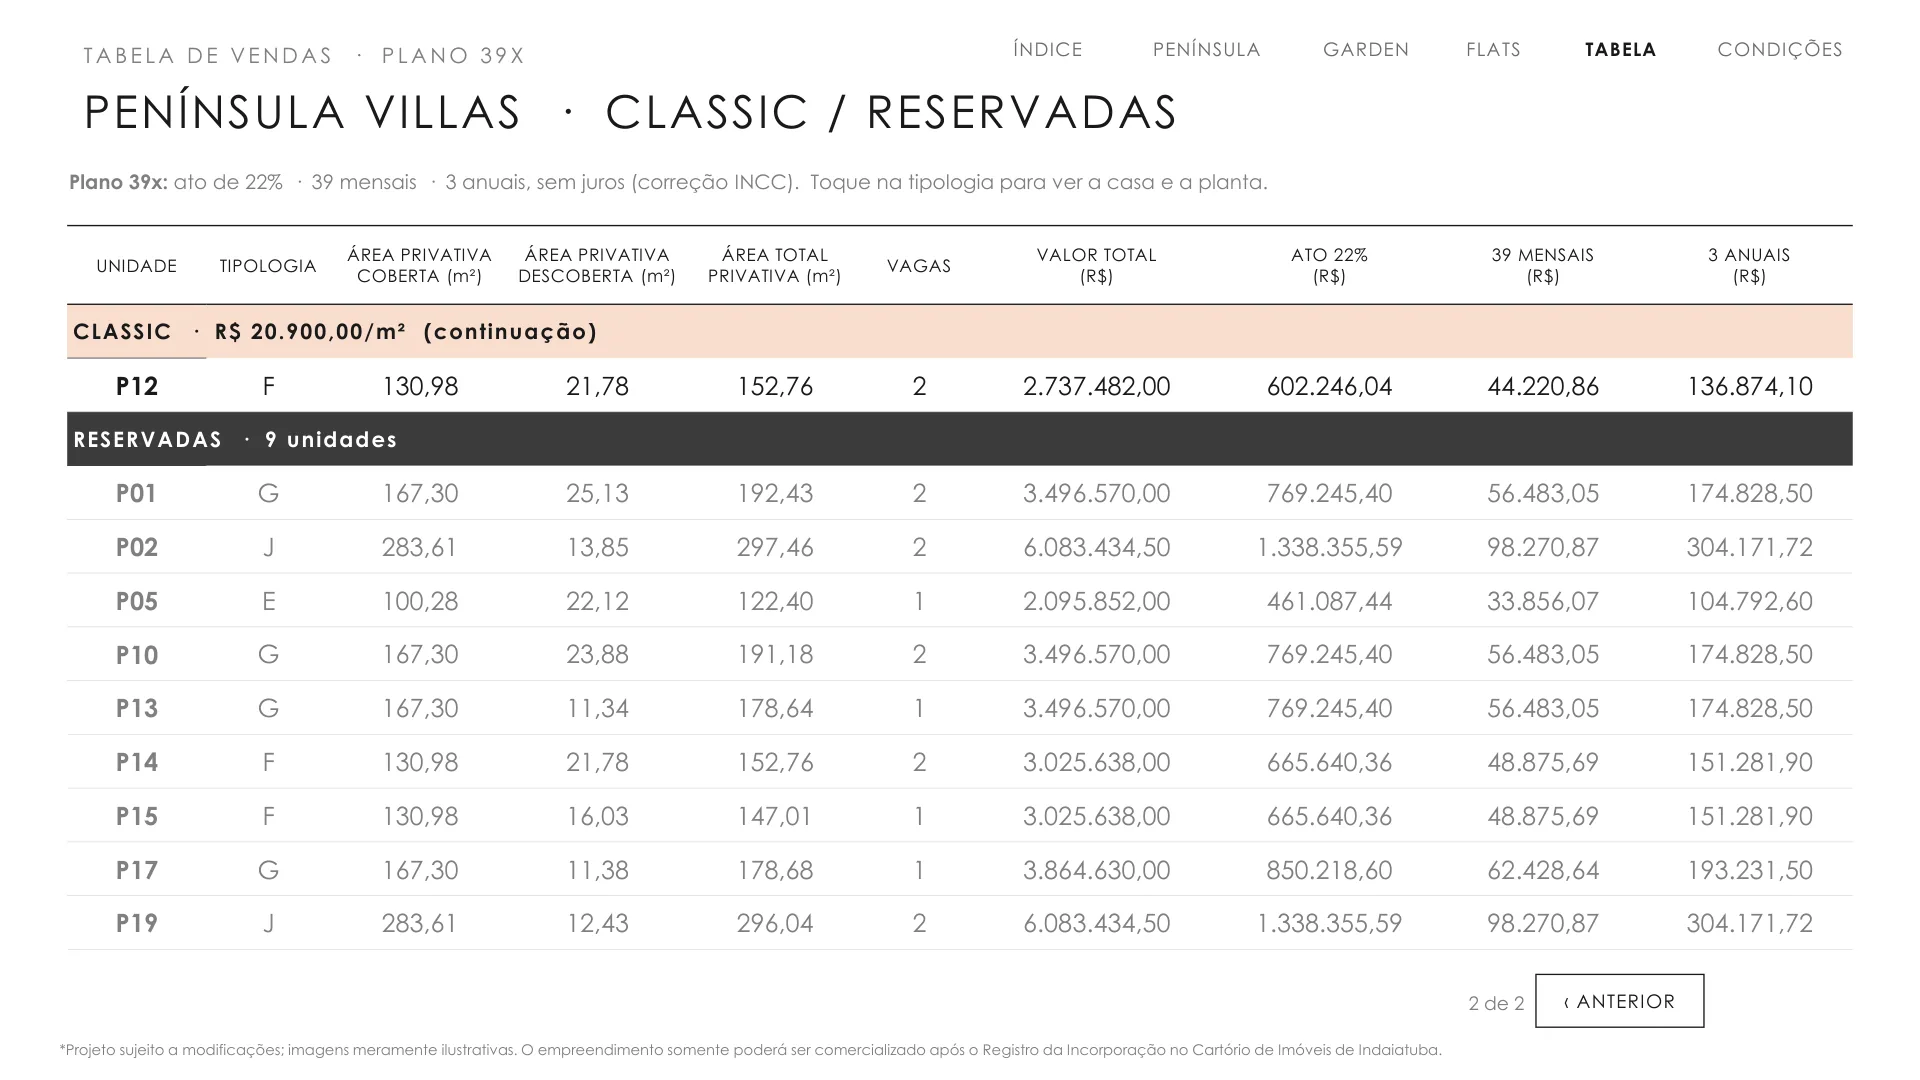 TABELA DE VENDAS · PLANO 39X
ÍNDICE PENÍNSULA GARDEN FLATS TABELA CONDIÇÕES
PENÍNSULA VILLAS · CLASSIC / RESERVADAS
Plano 39x: ato de 22% · 39 mensais · 3 anuais, sem juros (correção INCC). Toque na tipologia para ver a casa e a planta.
UNIDADE TIPOLOGIA ÁREA PRIVATIVA COBERTA (m²) ÁREA PRIVATIVA DESCOBERTA (m²) ÁREA TOTAL PRIVATIVA (m²) VAGAS VALOR TOTAL (R$) ATO 22% (R$) 39 MENSAIS (R$) 3 ANUAIS (R$)
CLASSIC · R$ 20.900,00/m² (continuação)
P12 F 130,98 21,78 152,76 2 2.737.482,00 602.246,04 44.220,86 136.874,10
RESERVADAS · 9 unidades
P01 G 167,30 25,13 192,43 2 3.496.570,00 769.245,40 56.483,05 174.828,50
P02 J 283,61 13,85 297,46 2 6.083.434,50 1.338.355,59 98.270,87 304.171,72
P05 E 100,28 22,12 122,40 1 2.095.852,00 461.087,44 33.856,07 104.792,60
P10 G 167,30 23,88 191,18 2 3.496.570,00 769.245,40 56.483,05 174.828,50
P13 G 167,30 11,34 178,64 1 3.496.570,00 769.245,40 56.483,05 174.828,50
P14 F 130,98 21,78 152,76 2 3.025.638,00 665.640,36 48.875,69 151.281,90
P15 F 130,98 16,03 147,01 1 3.025.638,00 665.640,36 48.875,69 151.281,90
P17 G 167,30 11,38 178,68 1 3.864.630,00 850.218,60 62.428,64 193.231,50
P19 J 283,61 12,43 296,04 2 6.083.434,50 1.338.355,59 98.270,87 304.171,72
2 de 2 ‹ ANTERIOR
*Projeto sujeito a modificações; imagens meramente ilustrativas. O empreendimento somente poderá ser comercializado após o Registro da Incorporação no Cartório de Imóveis de Indaiatuba.